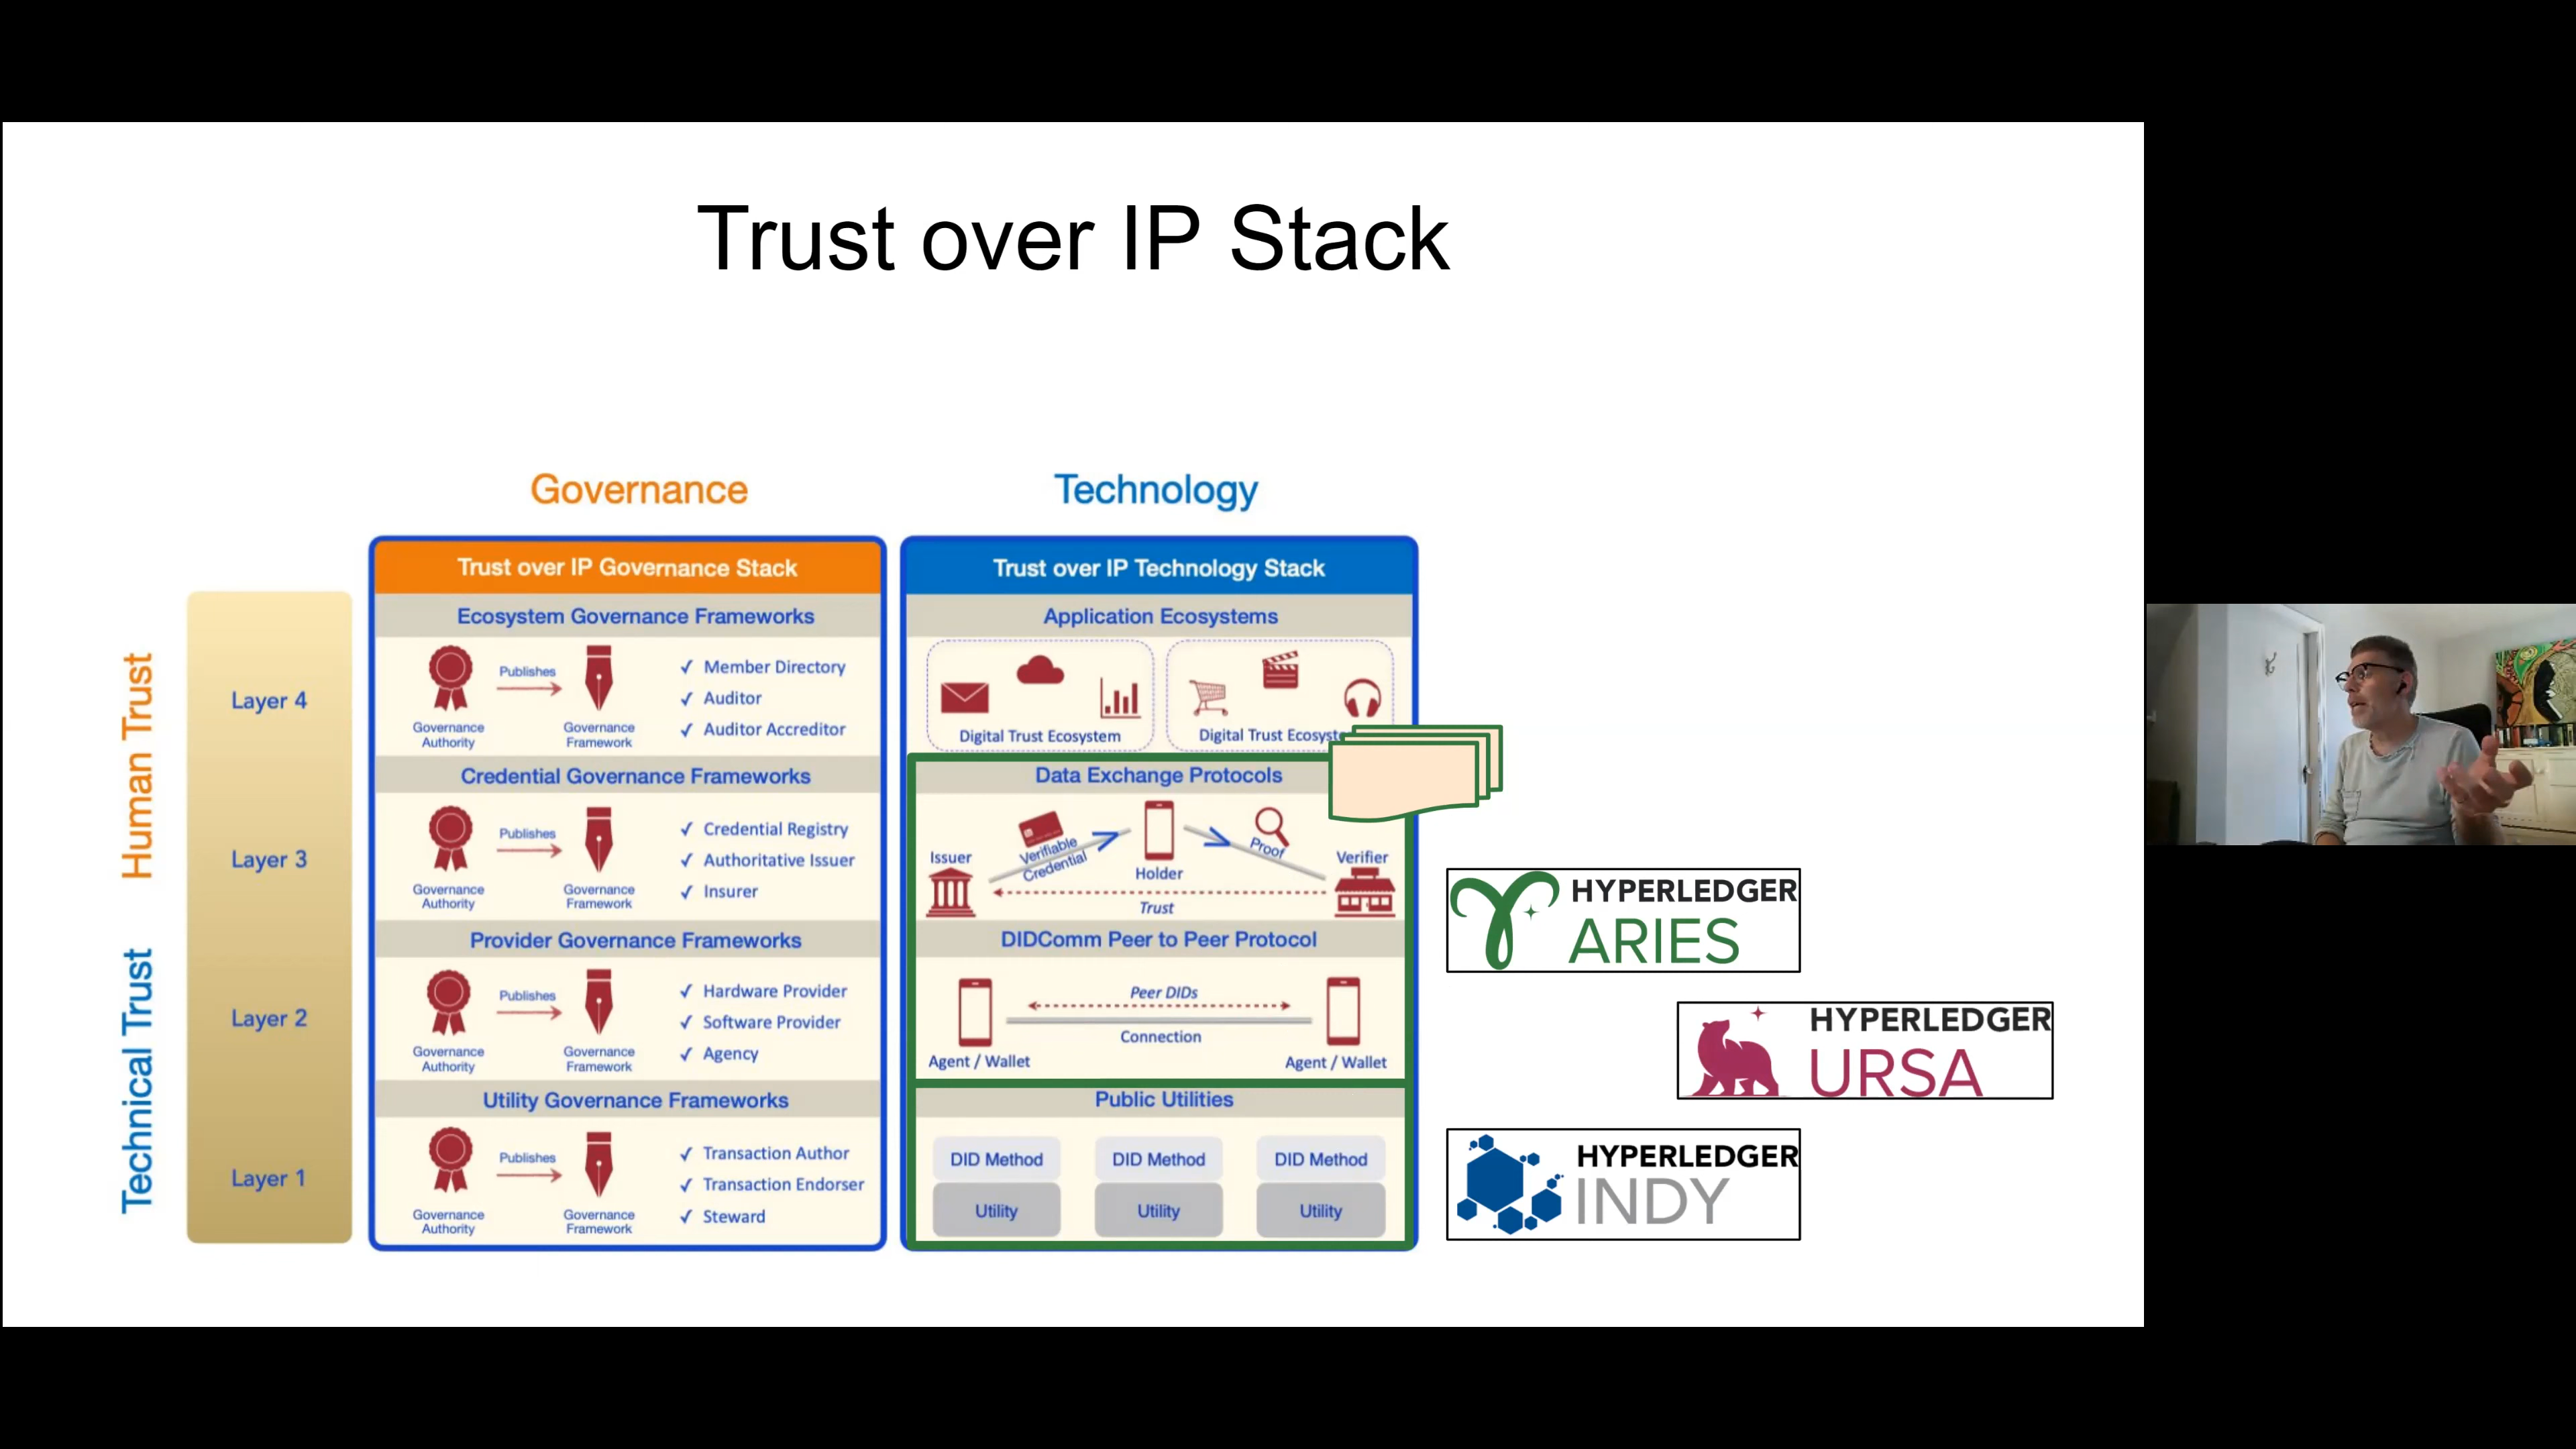 Trust over IP Stack
Governance
Technology
Human Trust
Technical Trust
Layer 4
Layer 3
Layer 2
Layer 1
Trust over IP Governance Stack
Ecosystem Governance Frameworks
Governance
Authority
Publishes
Governance
Framework
✓ Member Directory
✓ Auditor
✓ Auditor Accreditor
Credential Governance Frameworks
Governance
Authority
Publishes
Governance
Framework
✓ Credential Registry
✓ Authoritative Issuer
✓ Insurer
Provider Governance Frameworks
Governance
Authority
Publishes
Governance
Framework
✓ Hardware Provider
✓ Software Provider
✓ Agency
Utility Governance Frameworks
Governance
Authority
Publishes
Governance
Framework
✓ Transaction Author
✓ Transaction Endorser
✓ Steward
Trust over IP Technology Stack
Application Ecosystems
Digital Trust Ecosystem
Digital Trust Ecosyste
Data Exchange Protocols
Issuer
Verifiable
Credential
Holder
Proof
Verifier
Trust
DIDComm Peer to Peer Protocol
Peer DIDs
Connection
Agent / Wallet
Agent / Wallet
Public Utilities
DID Method
DID Method
DID Method
Utility
Utility
Utility
HYPERLEDGER
ARIES
HYPERLEDGER
URSA
HYPERLEDGER
INDY